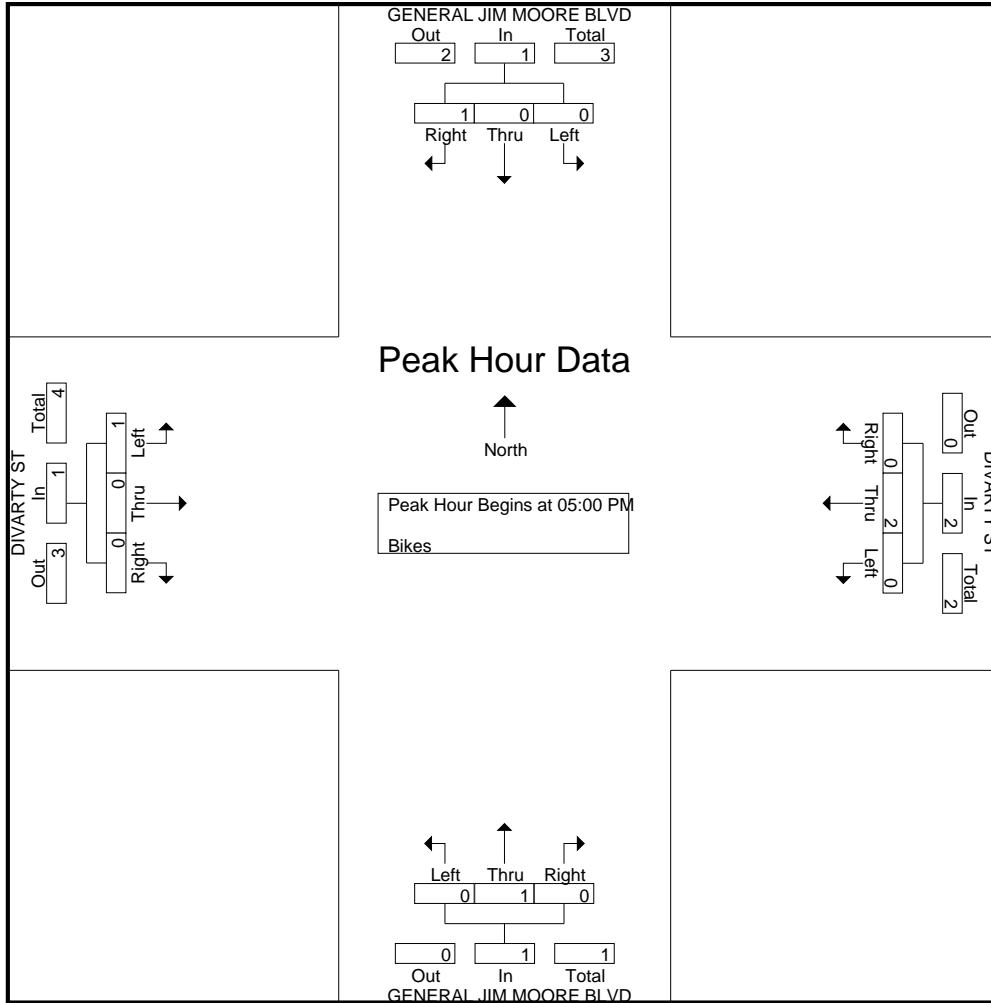 GENERAL JIM MOORE BLVD
Out In Total
2 1 3
1 0 0
Right Thru Left
Peak Hour Data
North
Peak Hour Begins at 05:00 PM
Bikes
DIVARTY ST
Total In Out
4 1 3
1 0 0
Left Thru Right
DIVARTY ST
Out In Total
0 2 2
0 2 0
Right Thru Left
Left Thru Right
0 1 0
0 1 1
Out In Total
GENERAL JIM MOORE BLVD